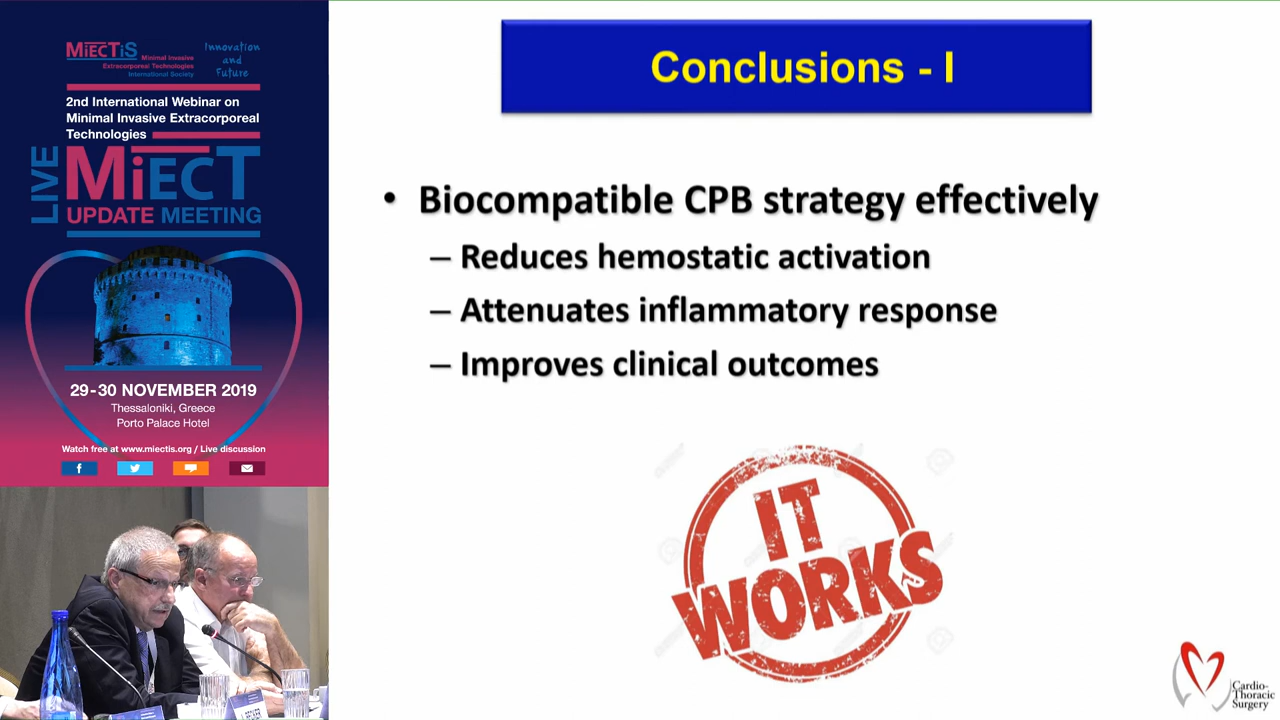 MiECTiS
Minimal Invasive
Extracorporeal Technologies
International Society
Innovation
and
Future
2nd International Webinar on
Minimal Invasive Extracorporeal
Technologies
LIVE
MiECT
UPDATE MEETING
29-30 NOVEMBER 2019
Thessaloniki, Greece
Porto Palace Hotel
Watch free at www.miectis.org / Live discussion
Conclusions - I
• Biocompatible CPB strategy effectively
– Reduces hemostatic activation
– Attenuates inflammatory response
– Improves clinical outcomes
IT
WORKS
Cardio-
Thoracic
Surgery